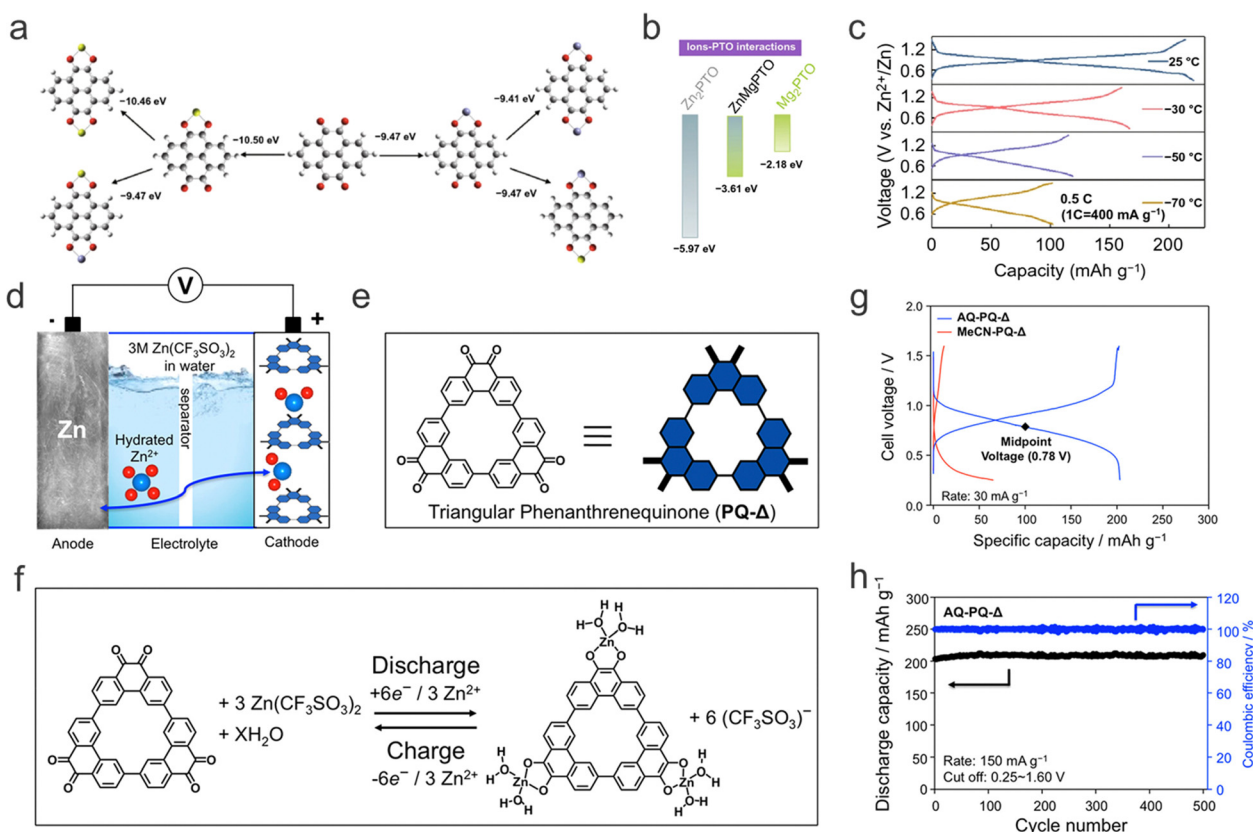 a
−10.46 eV
−9.47 eV
−10.50 eV
−9.47 eV
−9.41 eV
−9.47 eV
b
Ions-PTO interactions
Zn₂PTO
ZnMgPTO
Mg₂PTO
−2.18 eV
−3.61 eV
−5.97 eV
c
Voltage (V vs. Zn²⁺/Zn)
1.2
0.6
25 °C
1.2
0.6
−30 °C
1.2
0.6
−50 °C
1.2
0.6
0.5 C
(1C=400 mA g⁻¹)
−70 °C
0 50 100 150 200
Capacity (mAh g⁻¹)
d
V
- +
3M Zn(CF₃SO₃)₂
in water
separator
Zn
Hydrated
Zn²⁺
Anode Electrolyte Cathode
e
O O
O O
O O
≡
Triangular Phenanthrenequinone (PQ-Δ)
g
AQ-PQ-Δ
MeCN-PQ-Δ
Cell voltage / V
2.0
1.5
1.0
0.5
0.0
Midpoint
Voltage (0.78 V)
Rate: 30 mA g⁻¹
0 50 100 150 200 250 300
Specific capacity / mAh g⁻¹
f
O O
O O
O O
+ 3 Zn(CF₃SO₃)₂
+ XH₂O
Discharge
+6e⁻ / 3 Zn²⁺
Charge
-6e⁻ / 3 Zn²⁺
H H
H O O H
Zn
O O
H H
H O Zn O O Zn O H
H O O O O H
H H
+ 6 (CF₃SO₃)⁻
h
Discharge capacity / mAh g⁻¹
300
250
200
150
100
50
0
AQ-PQ-Δ
Rate: 150 mA g⁻¹
Cut off: 0.25~1.60 V
0 100 200 300 400 500
Cycle number
120
100
80
60
40
20
0
Coulombic efficiency / %